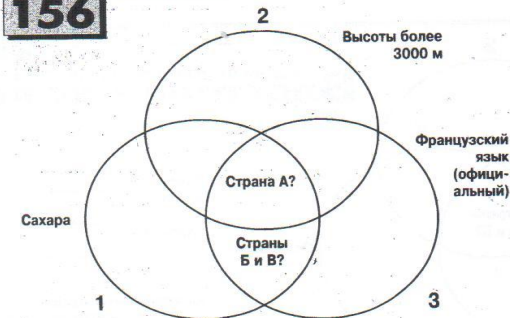 156
2
Высоты более
3000 м
Французский
язык
(офици-
альный)
Страна А?
Сахара
Страны
Б и В?
1
3